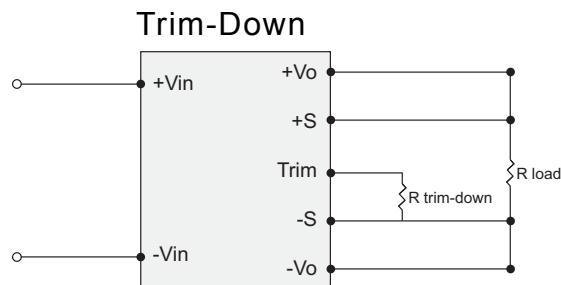 Trim-Down
+Vin
-Vin
+Vo
+S
Trim
-S
-Vo
R trim-down
R load